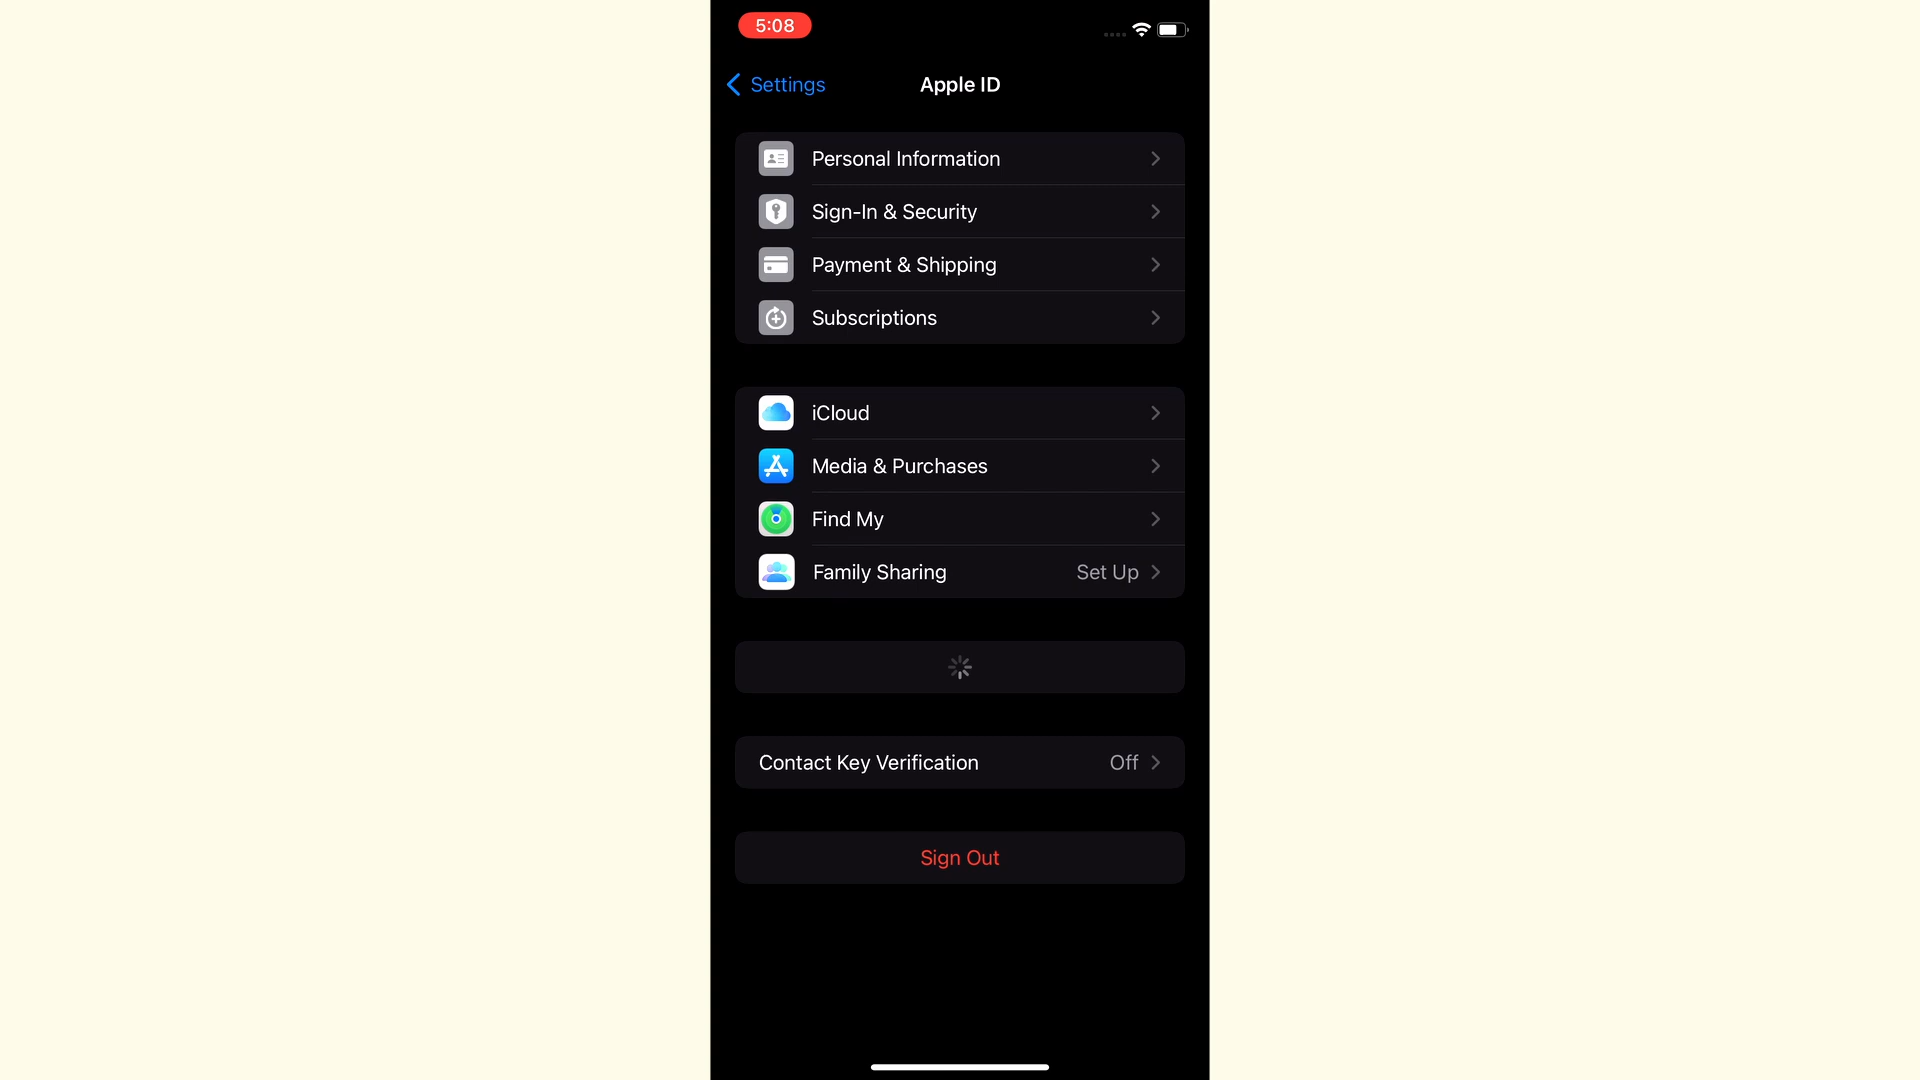 5:08
Settings
Apple ID
Personal Information
Sign-In & Security
Payment & Shipping
Subscriptions
iCloud
Media & Purchases
Find My
Family Sharing Set Up
Contact Key Verification Off
Sign Out